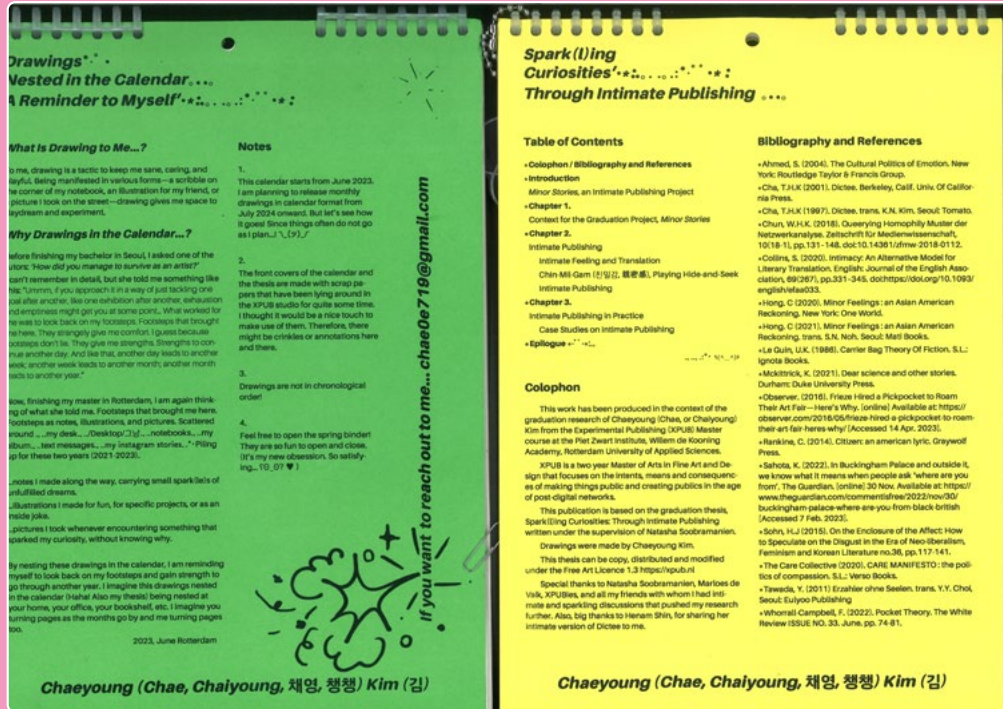 Drawings
Nested in the Calendar
A Reminder to Myself
What Is Drawing to Me...?
To me, drawing is a tactic to keep me sane, caring, and
playful. Being manifested in various forms—a scribble on
the corner of my notebook, an illustration for my friend, or
picture I took on the street—drawing gives me space to
daydream and experiment.
Why Drawings in the Calendar...?
Before finishing my bachelor in Seoul, I asked one of the
tutors: 'How did you manage to survive as an artist?'
can't remember in detail, but she told me something like
this: "Ummm, if you approach it in a way of just tackling one
goal after another, like one exhibition after another, exhaustion
and emptiness might get you at some point.. What worked for
me was to look back on my footsteps. Footsteps that brought
me here. They strangely give me comfort. I guess because
footsteps don't lie. They give me strengths. Strengths to con-
tinue another day. And like that, another day leads to another
week; another week leads to another month; another month
leads to another year."
Now, finishing my master in Rotterdam, I am again think-
ing of what she told me. Footsteps that brought me here.
Footsteps as notes, illustrations, and pictures. Scattered
around ...my desk.../Desktop/그냥...notebooks...my
album...text messages...my instagram stories... Piling
up for these two years (2021-2023).
...notes I made along the way, carrying small spark(le)s of
unfulfilled dreams.
...illustrations I made for fun, for specific projects, or as an
inside joke.
...pictures I took whenever encountering something that
sparked my curiosity, without knowing why.
By nesting these drawings in the calendar, I am reminding
myself to look back on my footsteps and gain strength to
go through another year. I imagine this drawings nested
in the calendar (Haha! Also my thesis) being nested at
your home, your office, your bookshelf, etc. I imagine you
turning pages as the months go by and me turning pages
too.
2023, June Rotterdam
Notes
1.
This calendar starts from June 2023.
I am planning to release monthly
drawings in calendar format from
July 2024 onward. But let's see how
it goes! Since things often do not go
as I plan...! ¯\_(ツ)_/¯
2.
The front covers of the calendar and
the thesis are made with scrap pa-
pers that have been lying around in
the XPUB studio for quite some time.
I thought it would be a nice touch to
make use of them. Therefore, there
might be crinkles or annotations here
and there.
3.
Drawings are not in chronological
order!
4.
Feel free to open the spring binder!
They are so fun to open and close.
(It's my new obsession. So satisfy-
ing...
If you want to reach out to me... chae0e719@gmail.com
Chaeyoung (Chae, Chaiyoung, 채영, 챙챙) Kim (김)
Spark(l)ing
Curiosities
Through Intimate Publishing
Table of Contents
Colophon / Bibliography and References
Introduction
Minor Stories, an Intimate Publishing Project
Chapter 1.
Context for the Graduation Project, Minor Stories
Chapter 2.
Intimate Publishing
Intimate Feeling and Translation
Chin-Mil-Gam (친밀감, 親密感), Playing Hide-and-Seek
Intimate Publishing
Chapter 3.
Intimate Publishing in Practice
Case Studies on Intimate Publishing
Epilogue
Colophon
This work has been produced in the context of the
graduation research of Chaeyoung (Chae, or Chaiyoung)
Kim from the Experimental Publishing (XPUB) Master
course at the Piet Zwart Institute, Willem de Kooning
Academy, Rotterdam University of Applied Sciences.
XPUB is a two year Master of Arts in Fine Art and De-
sign that focuses on the intents, means and consequenc-
es of making things public and creating publics in the age
of post-digital networks.
This publication is based on the graduation thesis,
Spark(l)ing Curiosities: Through Intimate Publishing
written under the supervision of Natasha Soobramanien.
Drawings were made by Chaeyoung Kim.
This thesis can be copy, distributed and modified
under the Free Art Licence 1.3 https://xpub.nl
Special thanks to Natasha Soobramanien, Marloes de
Valk, XPUBies, and all my friends with whom I had inti-
mate and sparkling discussions that pushed my research
further. Also, big thanks to Henam Shin, for sharing her
intimate version of Dictee to me.
Bibliography and References
Ahmed, S. (2004). The Cultural Politics of Emotion. New
York: Routledge Taylor & Francis Group.
Cha, T.H.K (2001). Dictee. Berkeley, Calif. Univ. Of Califor-
nia Press.
Cha, T.H.K (1997). Dictee. trans. K.N. Kim. Seoul: Tomato.
Chun, W.H.K. (2018). Queerying Homophily Muster der
Netzwerkanalyse. Zeitschrift für Medienwissenschaft,
10(18-1), pp.131-148. doi:10.14361/zfmw-2018-0112.
Collins, S. (2020). Intimacy: An Alternative Model for
Literary Translation. English: Journal of the English Asso-
ciation, 69(267), pp.331-345. doi:https://doi.org/10.1093/
english/efaa033.
Hong, C (2020). Minor Feelings : an Asian American
Reckoning. New York: One World.
Hong, C (2021). Minor Feelings : an Asian American
Reckoning. trans. S.N. Noh. Seoul: Mati Books.
Le Guin, U.K. (1986). Carrier Bag Theory Of Fiction. S.L.:
Ignota Books.
Mckittrick, K. (2021). Dear science and other stories.
Durham: Duke University Press.
Observer. (2016). Frieze Hired a Pickpocket to Roam
Their Art Fair—Here's Why. [online] Available at: https://
observer.com/2016/05/frieze-hired-a-pickpocket-to-roam-
their-art-fair-heres-why/ [Accessed 14 Apr. 2023].
Rankine, C. (2014). Citizen: an american lyric. Graywolf
Press.
Sahota, K. (2022). In Buckingham Palace and outside it,
we know what it means when people ask 'where are you
from'. The Guardian. [online] 30 Nov. Available at: https://
www.theguardian.com/commentisfree/2022/nov/30/
buckingham-palace-where-are-you-from-black-british
[Accessed 7 Feb. 2023].
Sohn, H.J (2015). On the Enclosure of the Affect: How
to Speculate on the Disgust in the Era of Neo-liberalism,
Feminism and Korean Literature no.36, pp.117-141.
The Care Collective (2020). CARE MANIFESTO : the poli-
tics of compassion. S.L.: Verso Books.
Tawada, Y. (2011) Erzahler ohne Seelen. trans. Y.Y. Choi,
Seoul: Eulyoo Publishing
Whorrall-Campbell, F. (2022). Pocket Theory. The White
Review ISSUE NO. 33. June. pp. 74-81.
Chaeyoung (Chae, Chaiyoung, 채영, 챙챙) Kim (김)